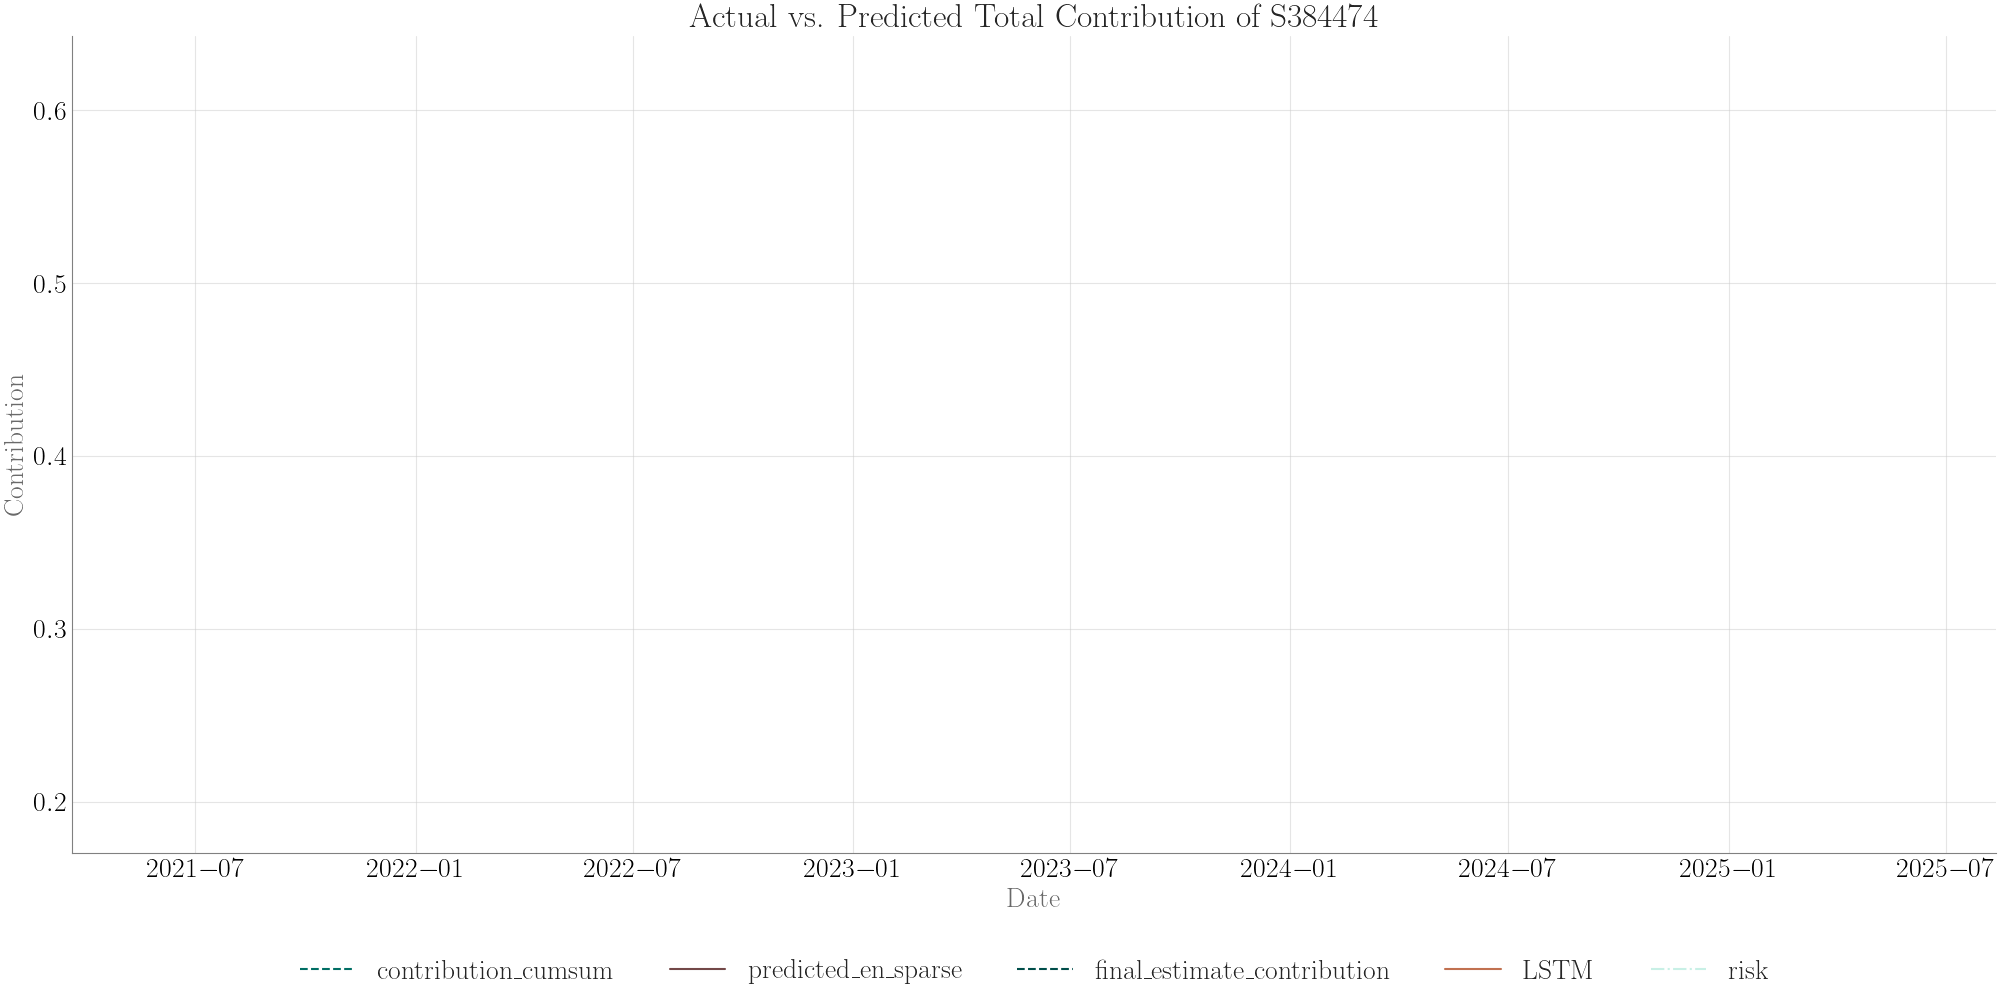 Actual vs. Predicted Total Contribution of S384474
0.6
0.5
0.4
0.3
0.2
Contribution
2021–07 2022–01 2022–07 2023–01 2023–07 2024–01 2024–07 2025–01 2025–07
Date
contribution_cumsum predicted_en_sparse final_estimate_contribution LSTM risk